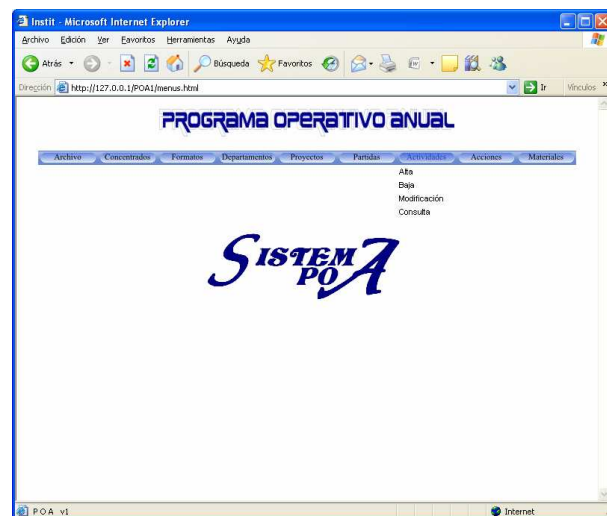 Instit - Microsoft Internet Explorer
Archivo Edición Ver Favoritos Herramientas Ayuda
Atrás Búsqueda Favoritos
Dirección http://127.0.0.1/POA1/menus.html Ir Vínculos »
PROGRAMA OPERATIVO ANUAL
Archivo Concentrados Formatos Departamentos Proyectos Partidas Actividades Acciones Materiales
Alta
Baja
Modificación
Consulta
SISTEMA
PO
P O A v1 Internet